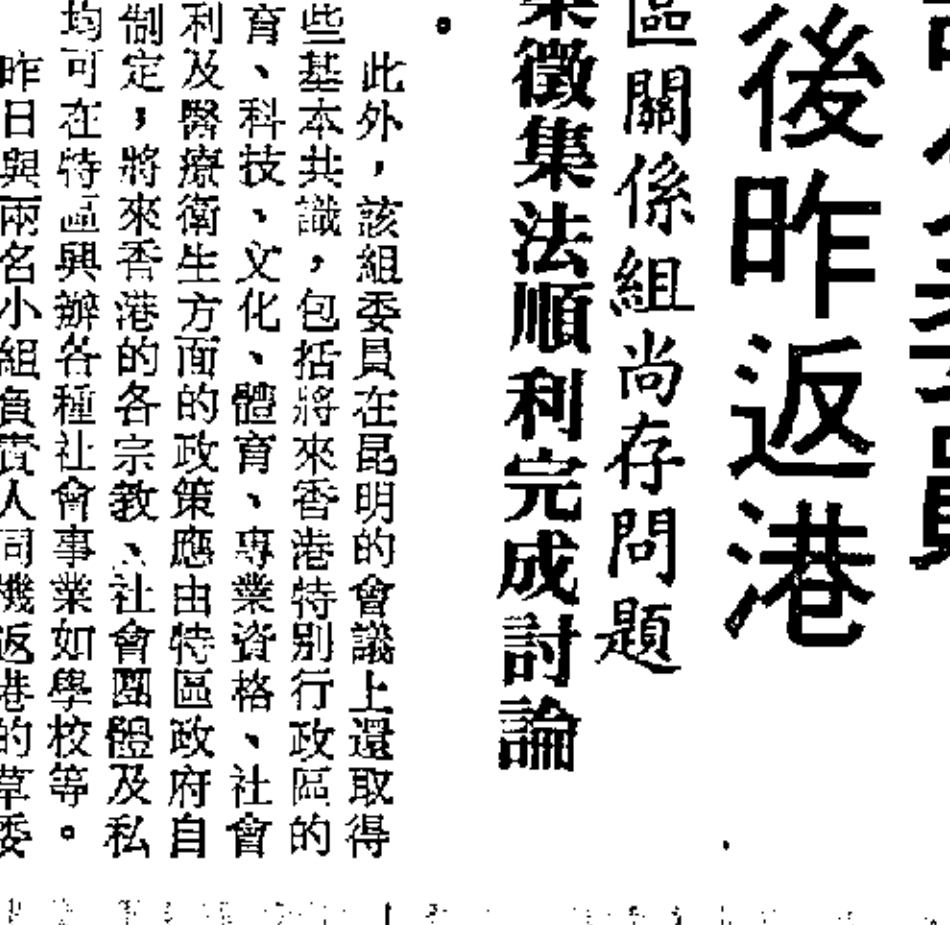 後昨返港
區關係組尚存問題
徵集法順利完成討論
此外，該組委員在昆明的會議上還取得
些基本共識，包括將來香港特別行政區的
育、科技、文化、體育、專業資格、社會
利及醫療衛生方面的政策應由特區政府自
制定，將來香港的各宗教、社會團體及私
均可在特區興辦各種社會事業如學校等。
昨日與兩名小組負責人同機返港的草委